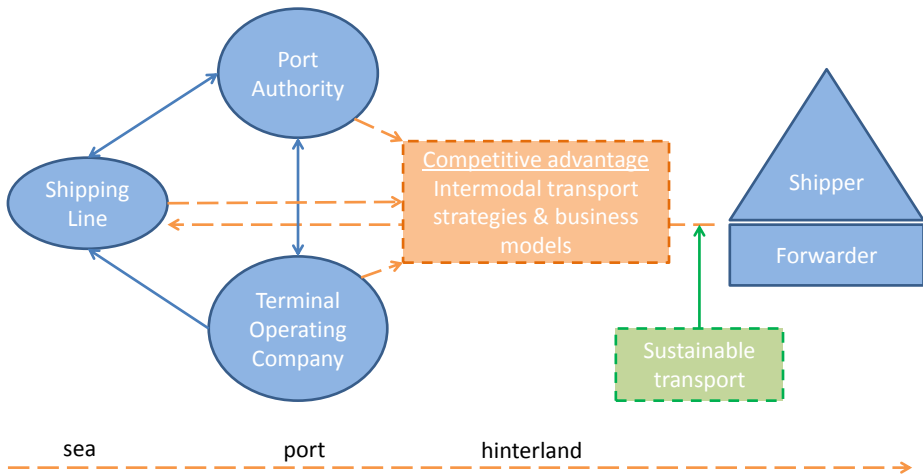 Port
Authority
Competitive advantage
Intermodal transport
strategies & business
models
Shipping
Line
Shipper
Forwarder
Terminal
Operating
Company
Sustainable
transport
sea
port
hinterland